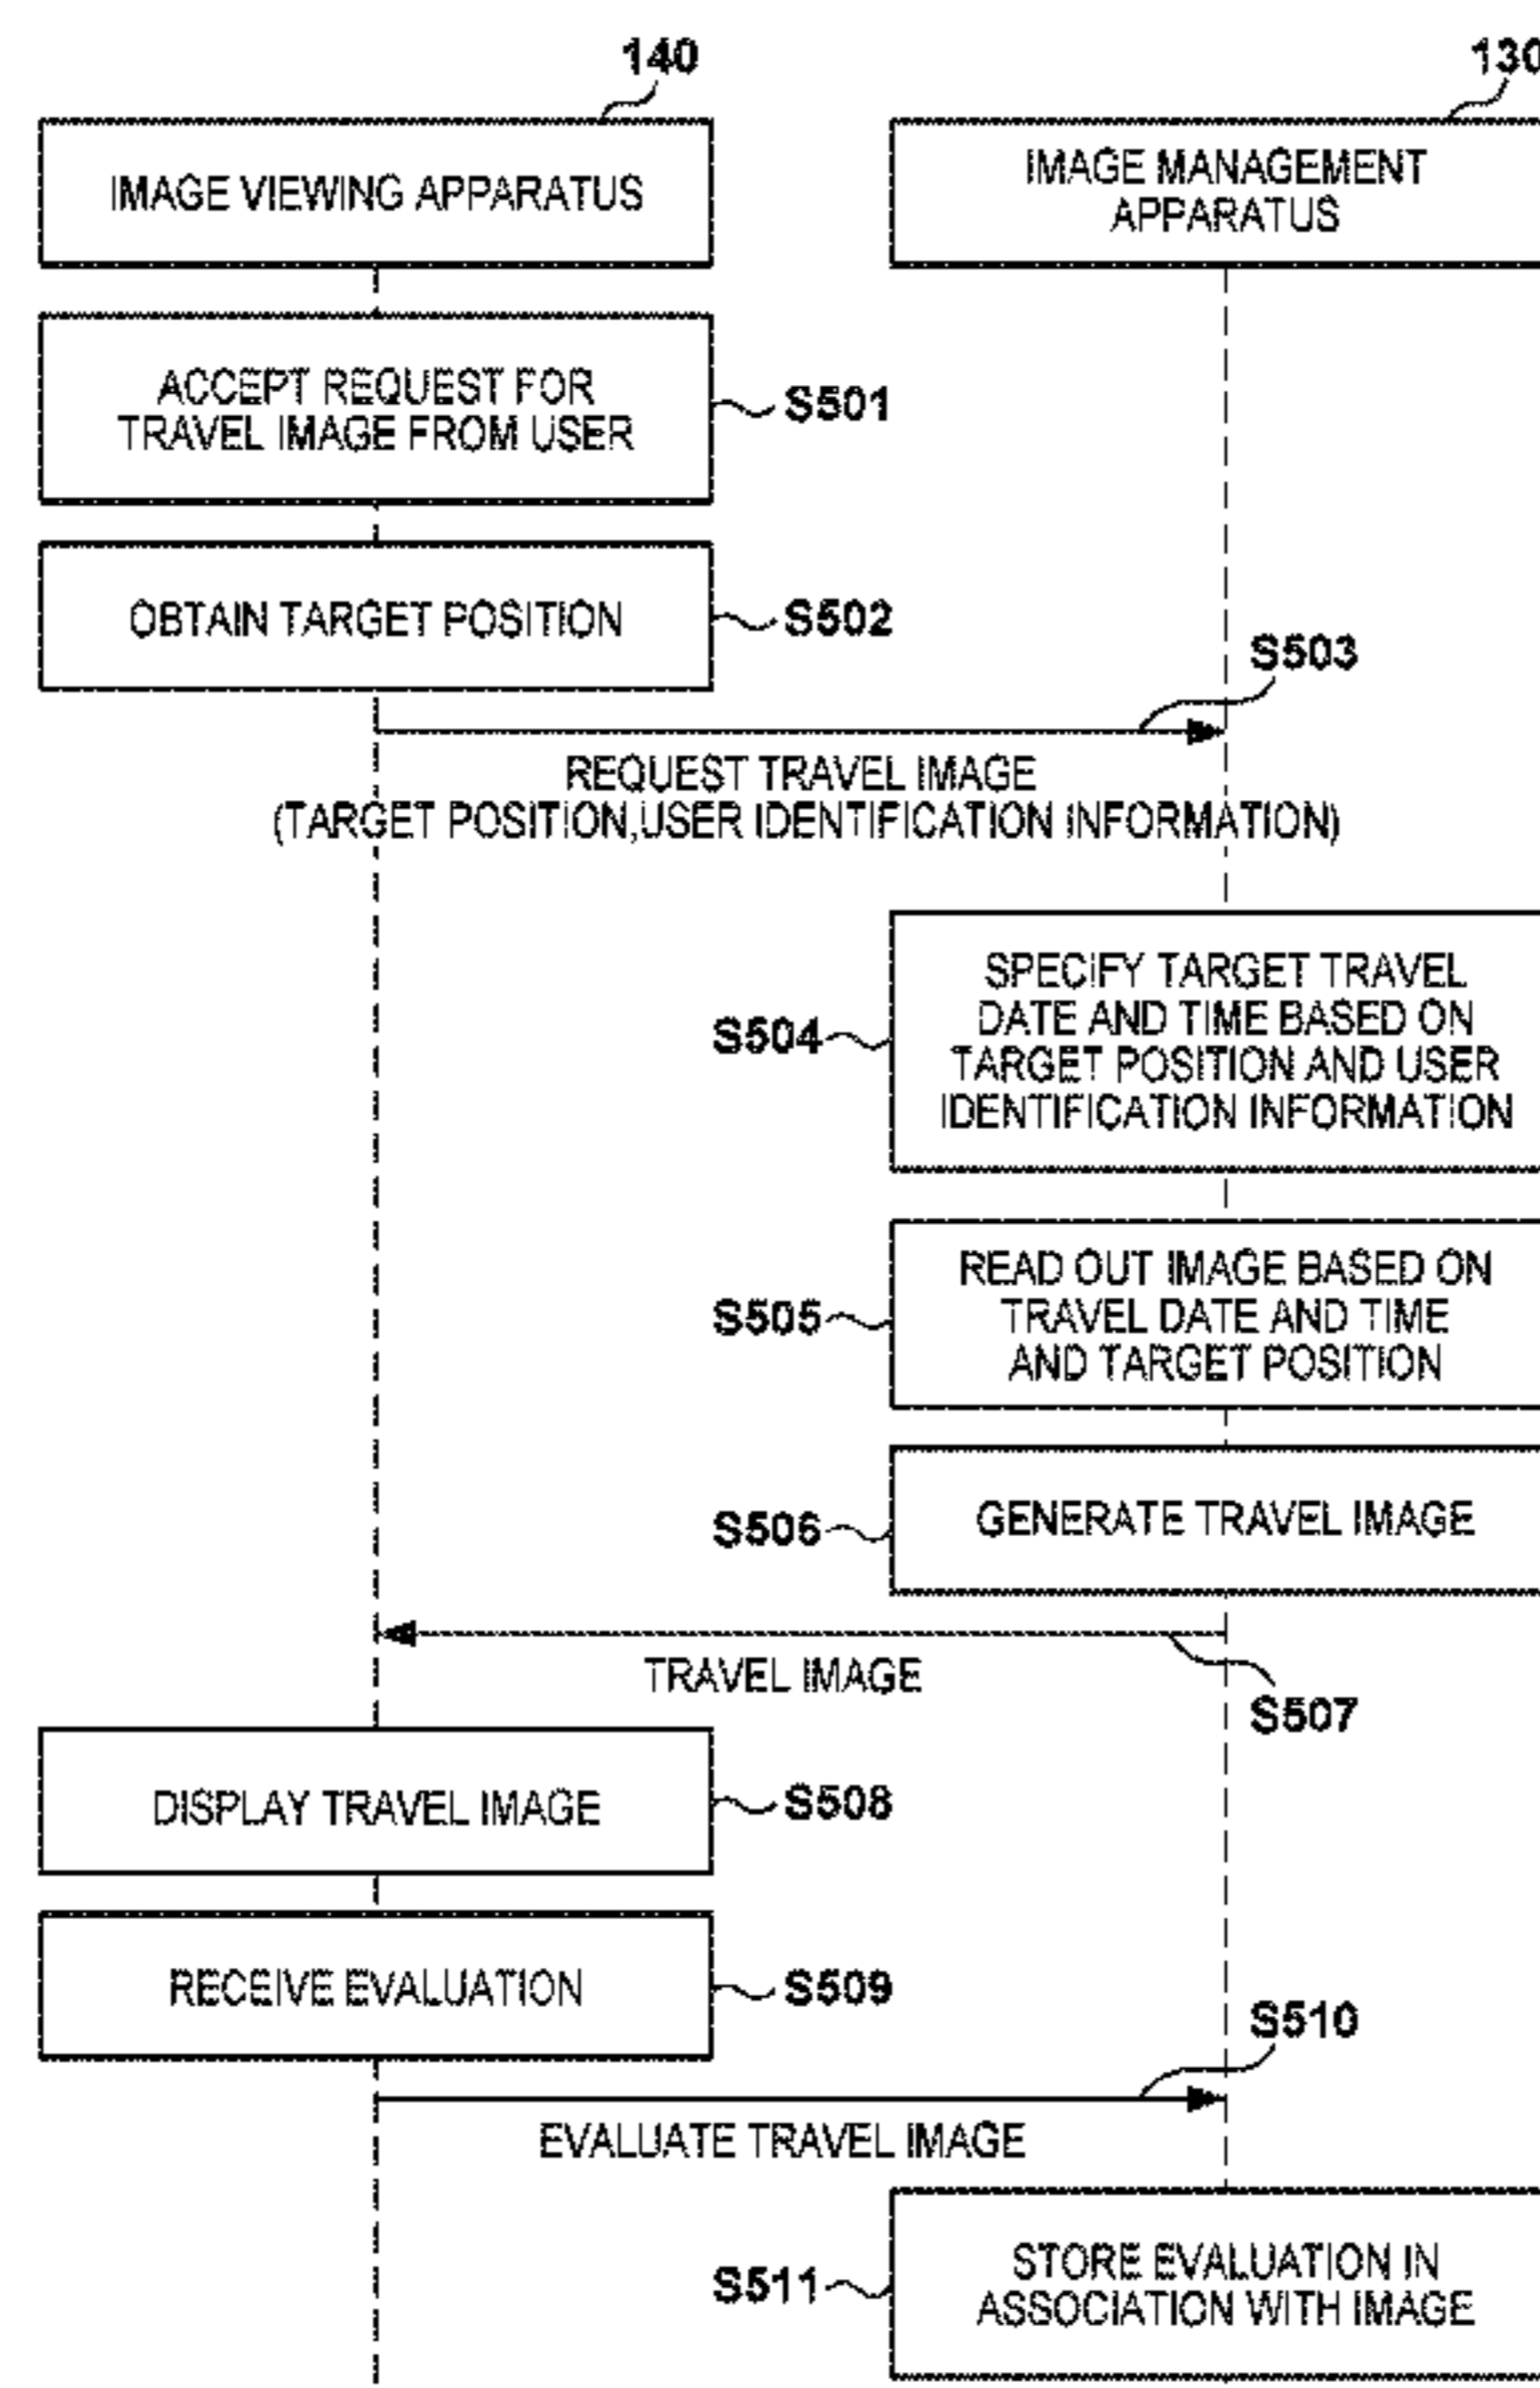 140
130
IMAGE VIEWING APPARATUS
IMAGE MANAGEMENT
APPARATUS
ACCEPT REQUEST FOR
TRAVEL IMAGE FROM USER
S501
OBTAIN TARGET POSITION
S502
S503
REQUEST TRAVEL IMAGE
(TARGET POSITION,USER IDENTIFICATION INFORMATION)
S504
SPECIFY TARGET TRAVEL
DATE AND TIME BASED ON
TARGET POSITION AND USER
IDENTIFICATION INFORMATION
S505
READ OUT IMAGE BASED ON
TRAVEL DATE AND TIME
AND TARGET POSITION
S506
GENERATE TRAVEL IMAGE
TRAVEL IMAGE
S507
DISPLAY TRAVEL IMAGE
S508
RECEIVE EVALUATION
S509
S510
EVALUATE TRAVEL IMAGE
S511
STORE EVALUATION IN
ASSOCIATION WITH IMAGE